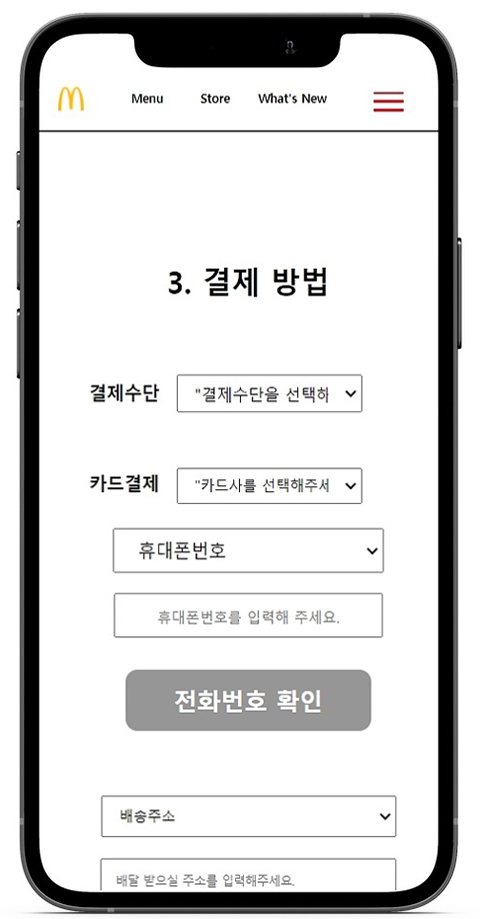 Menu Store What's New
3. 결제 방법
결제수단 "결제수단을 선택해
카드결제 "카드사를 선택해주세
휴대폰번호
휴대폰번호를 입력해 주세요.
전화번호 확인
배송주소
배달 받으실 주소를 입력해주세요.